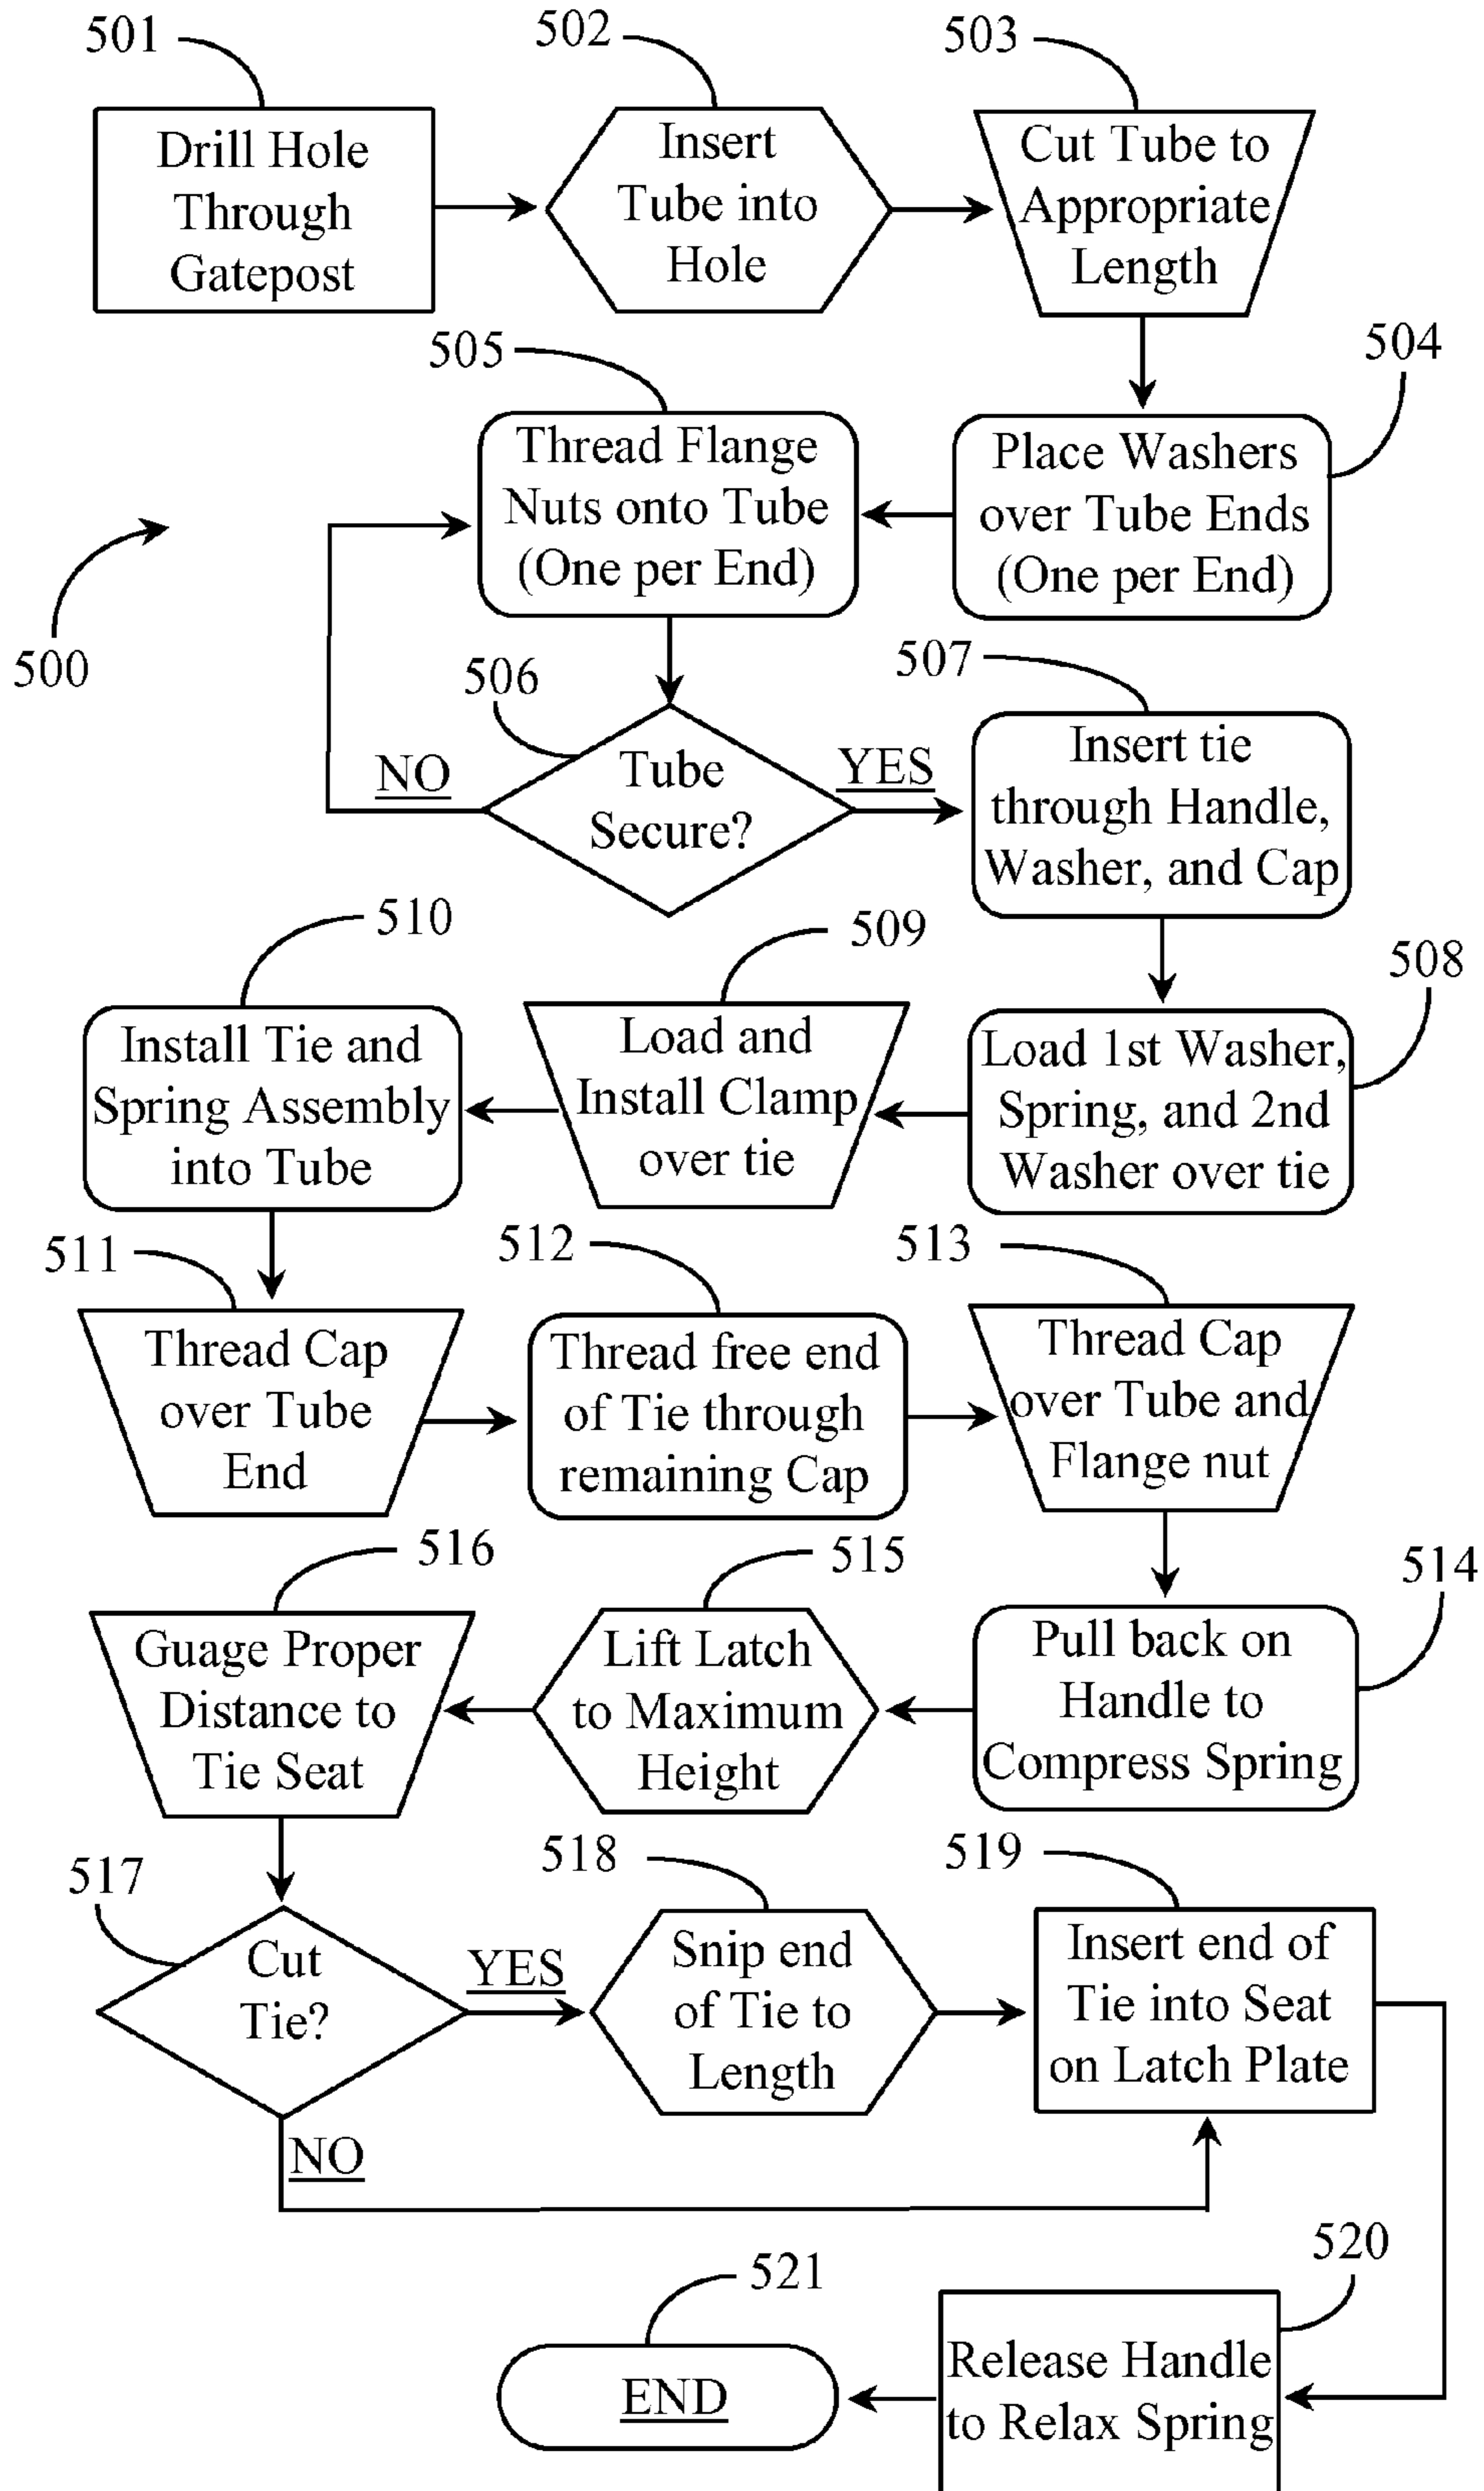 501
Drill Hole
Through
Gatepost
502
Insert
Tube into
Hole
503
Cut Tube to
Appropriate
Length
504
Place Washers
over Tube Ends
(One per End)
505
Thread Flange
Nuts onto Tube
(One per End)
500
506
Tube
Secure?
NO
YES
507
Insert tie
through Handle,
Washer, and Cap
508
Load 1st Washer,
Spring, and 2nd
Washer over tie
509
Load and
Install Clamp
over tie
510
Install Tie and
Spring Assembly
into Tube
511
Thread Cap
over Tube
End
512
Thread free end
of Tie through
remaining Cap
513
Thread Cap
over Tube and
Flange nut
514
Pull back on
Handle to
Compress Spring
515
Lift Latch
to Maximum
Height
516
Guage Proper
Distance to
Tie Seat
517
Cut
Tie?
YES
NO
518
Snip end
of Tie to
Length
519
Insert end of
Tie into Seat
on Latch Plate
520
Release Handle
to Relax Spring
521
END